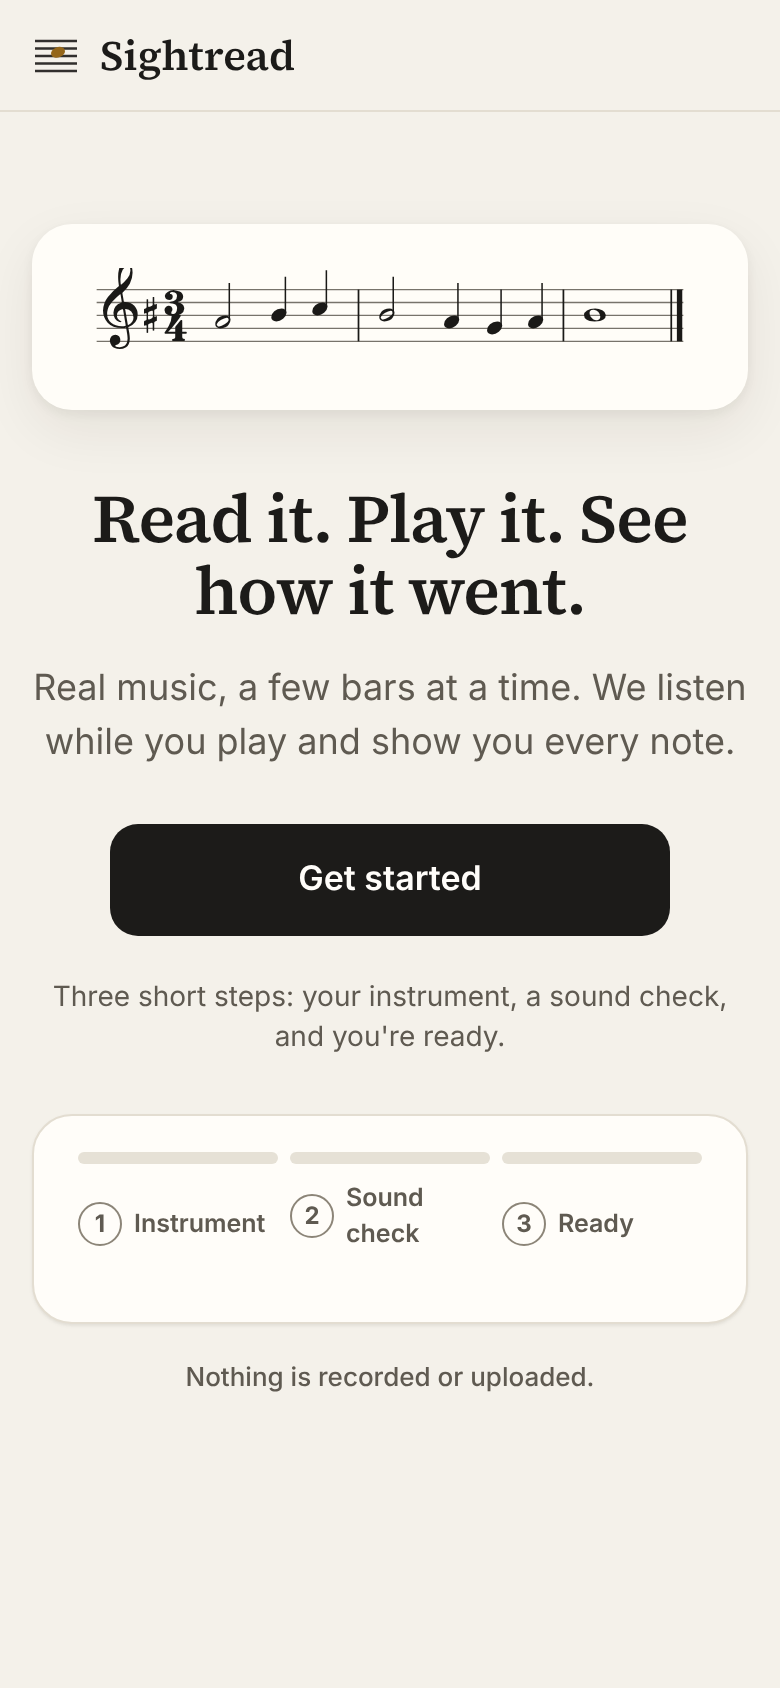 Sightread
3
4
Read it. Play it. See
how it went.
Real music, a few bars at a time. We listen
while you play and show you every note.
Get started
Three short steps: your instrument, a sound check,
and you're ready.
1 Instrument
2 Sound
check
3 Ready
Nothing is recorded or uploaded.